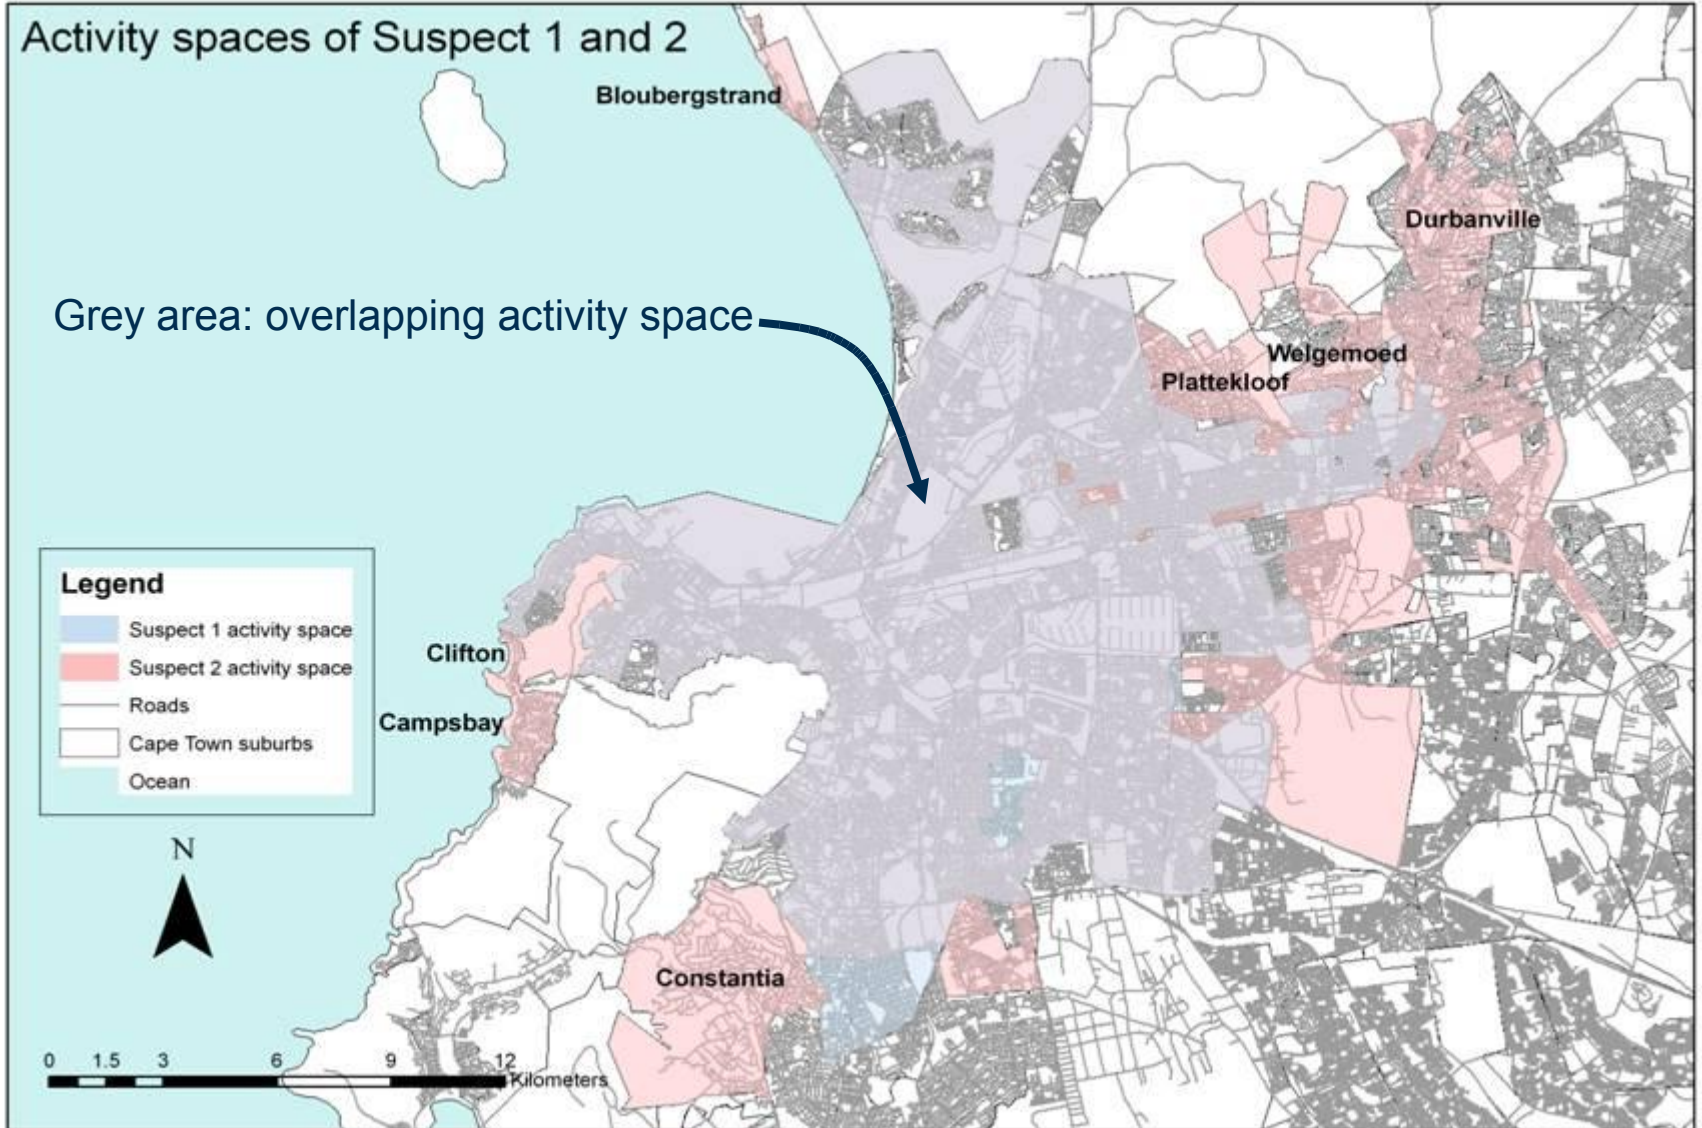 Activity spaces of Suspect 1 and 2
Bloubergstrand
Durbanville
Grey area: overlapping activity space
Welgemoed
Plattekloof
Legend
Suspect 1 activity space
Suspect 2 activity space
Roads
Cape Town suburbs
Ocean
Clifton
Campsbay
N
Constantia
0 1.5 3 6 9 12
Kilometers